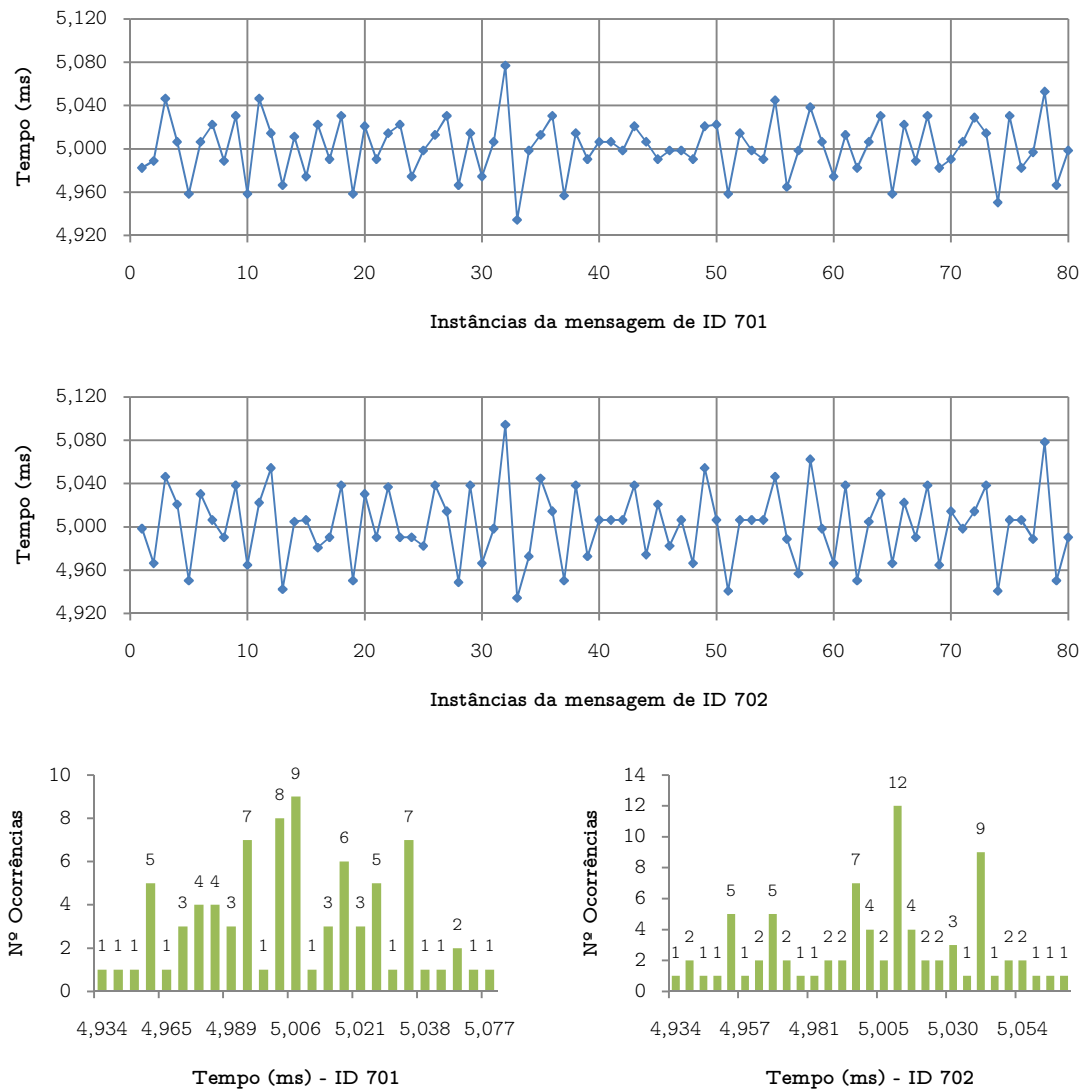 5,120
5,080
5,040
5,000
4,960
4,920
Tempo (ms)
0 10 20 30 40 50 60 70 80
Instâncias da mensagem de ID 701
5,120
5,080
5,040
5,000
4,960
4,920
Tempo (ms)
0 10 20 30 40 50 60 70 80
Instâncias da mensagem de ID 702
10
8
6
4
2
0
Nº Ocorrências
1 1 1 5 1 3 4 4 3 7 1 8 9 1 3 6 3 5 1 7 1 1 2 1 1
4,934 4,965 4,989 5,006 5,021 5,038 5,077
Tempo (ms) - ID 701
14
12
10
8
6
4
2
0
Nº Ocorrências
1 2 1 1 5 1 2 5 2 1 1 2 2 7 4 2 12 4 2 2 3 1 9 1 2 2 1 1 1
4,934 4,957 4,981 5,005 5,030 5,054
Tempo (ms) - ID 702